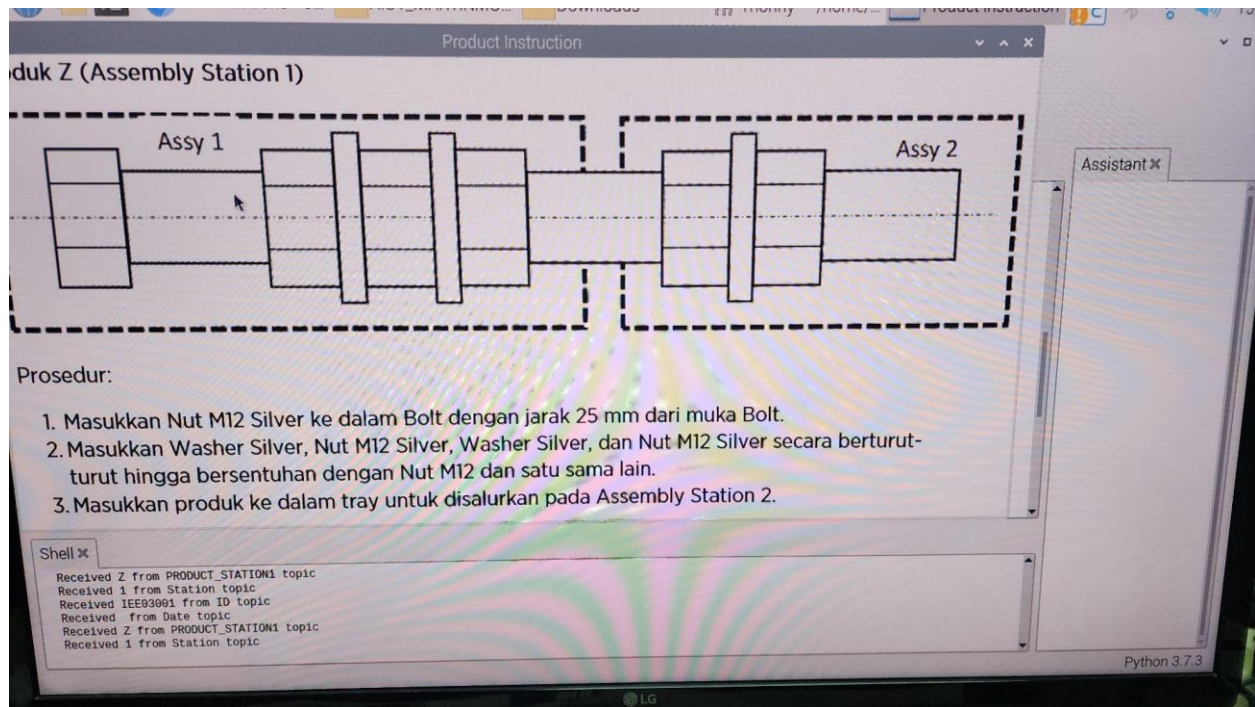 Downloads
Product Instruction
duk Z (Assembly Station 1)
Assy 1
Assy 2
Assistant
Prosedur:
1. Masukkan Nut M12 Silver ke dalam Bolt dengan jarak 25 mm dari muka Bolt.
2. Masukkan Washer Silver, Nut M12 Silver, Washer Silver, dan Nut M12 Silver secara berturut-
turut hingga bersentuhan dengan Nut M12 dan satu sama lain.
3. Masukkan produk ke dalam tray untuk disalurkan pada Assembly Station 2.
Shell
Received Z from PRODUCT_STATION1 topic
Received 1 from Station topic
Received IEE03001 from ID topic
Received from Date topic
Received Z from PRODUCT_STATION1 topic
Received 1 from Station topic
Python 3.7.3
LG